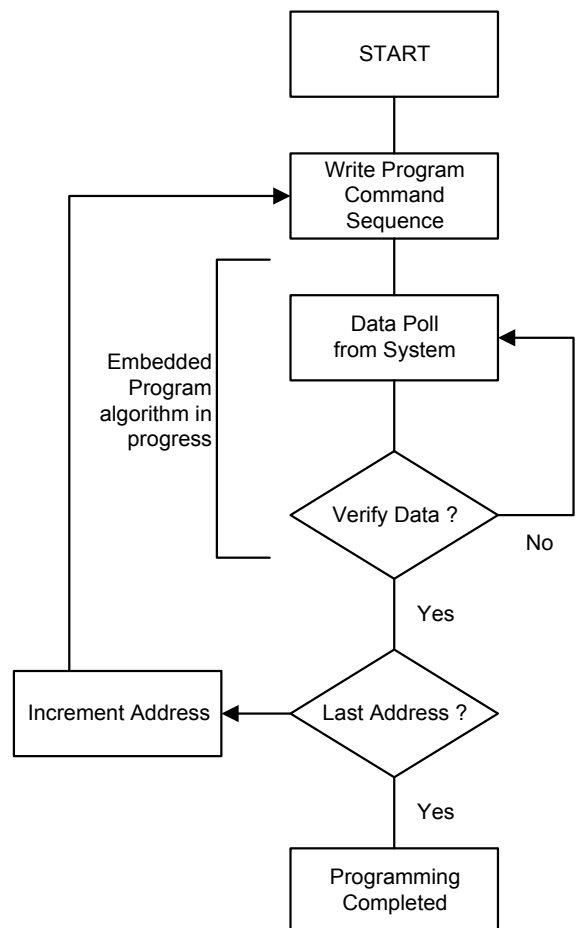 START
Write Program
Command
Sequence
Data Poll
from System
Embedded
Program
algorithm in
progress
Verify Data ?
No
Yes
Increment Address
Last Address ?
Yes
Programming
Completed